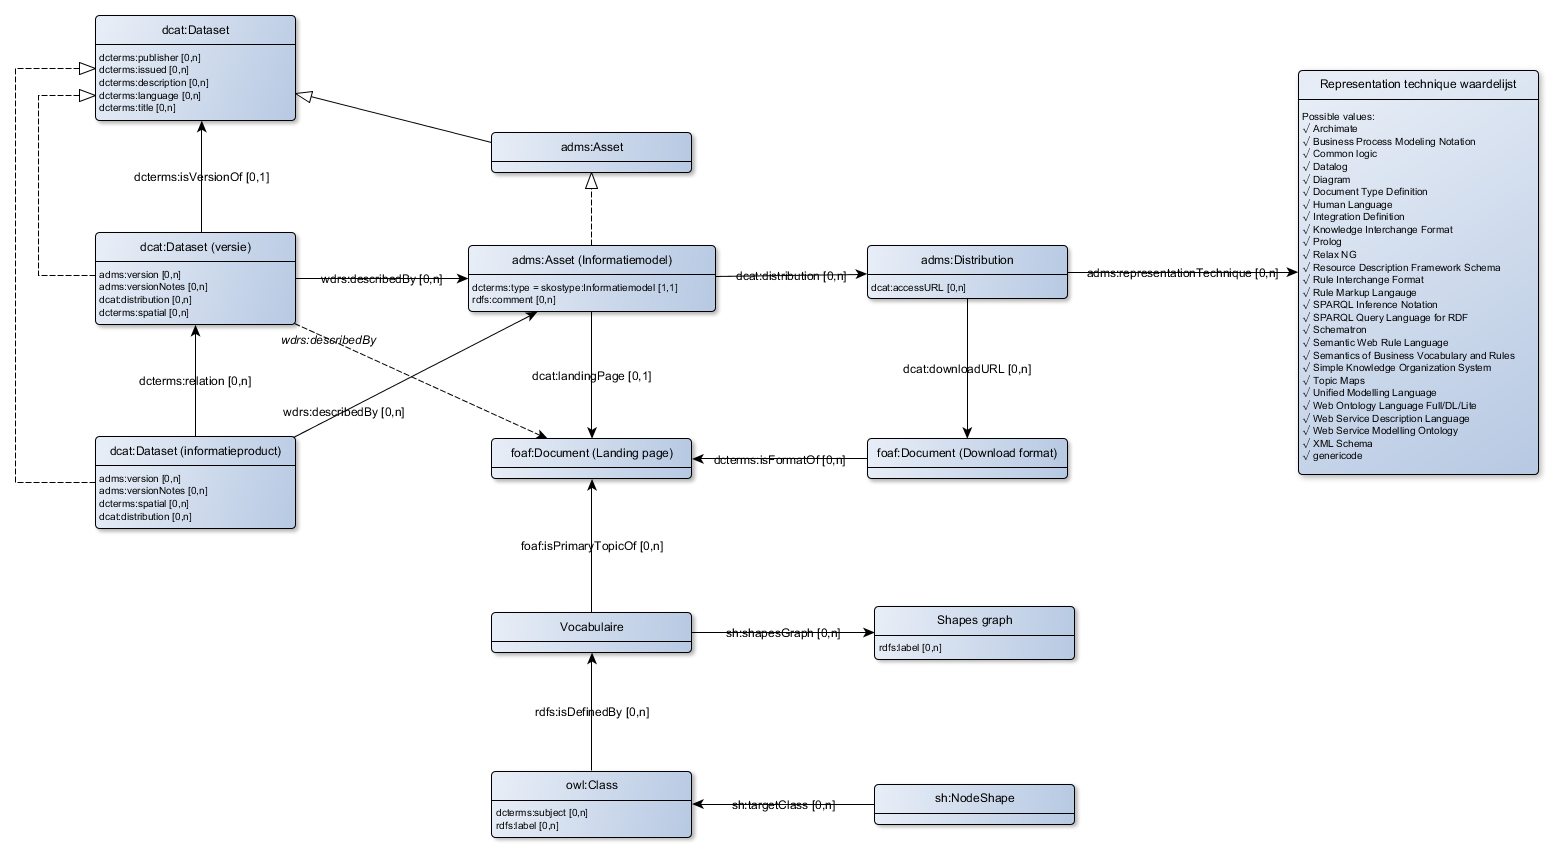 dcat:Dataset
dcterms:publisher [0,n]
dcterms:issued [0,n]
dcterms:description [0,n]
dcterms:language [0,n]
dcterms:title [0,n]
adms:Asset
dcterms:isVersionOf [0,1]
dcat:Dataset (versie)
adms:version [0,n]
adms:versionNotes [0,n]
dcat:distribution [0,n]
dcterms:spatial [0,n]
wdrs:describedBy [0,n]
adms:Asset (Informatiemodel)
dcterms:type = skostype:Informatiemodel [1,1]
rdfs:comment [0,n]
dcat:distribution [0,n]
adms:Distribution
dcat:accessURL [0,n]
adms:representationTechnique [0,n]
Representation technique waardelijst
Possible values:
√ Archimate
√ Business Process Modeling Notation
√ Common logic
√ Datalog
√ Diagram
√ Document Type Definition
√ Human Language
√ Integration Definition
√ Knowledge Interchange Format
√ Prolog
√ Relax NG
√ Resource Description Framework Schema
√ Rule Interchange Format
√ Rule Markup Langauge
√ SPARQL Inference Notation
√ SPARQL Query Language for RDF
√ Schematron
√ Semantic Web Rule Language
√ Semantics of Business Vocabulary and Rules
√ Simple Knowledge Organization System
√ Topic Maps
√ Unified Modelling Language
√ Web Ontology Language Full/DL/Lite
√ Web Service Description Language
√ Web Service Modelling Ontology
√ XML Schema
√ genericode
wdrs:describedBy
dcterms:relation [0,n]
wdrs:describedBy [0,n]
dcat:landingPage [0,1]
dcat:downloadURL [0,n]
dcat:Dataset (informatieproduct)
adms:version [0,n]
adms:versionNotes [0,n]
dcterms:spatial [0,n]
dcat:distribution [0,n]
foaf:Document (Landing page)
dcterms:isFormatOf [0,n]
foaf:Document (Download format)
foaf:isPrimaryTopicOf [0,n]
Vocabulaire
sh:shapesGraph [0,n]
Shapes graph
rdfs:label [0,n]
rdfs:isDefinedBy [0,n]
owl:Class
dcterms:subject [0,n]
rdfs:label [0,n]
sh:targetClass [0,n]
sh:NodeShape